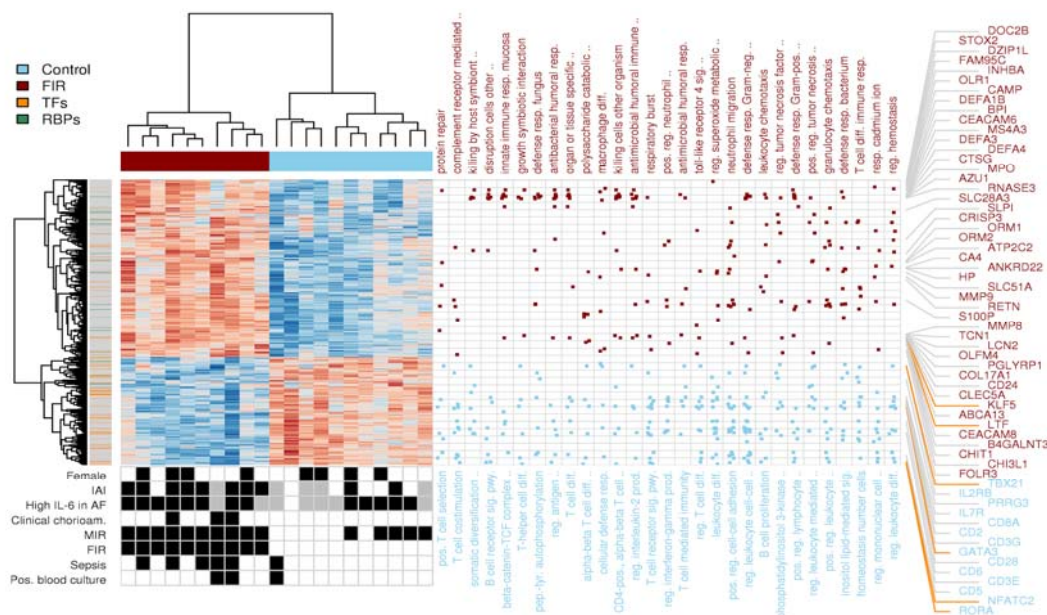 Control
FIR
TFs
RBPs
protein repair
complement receptor mediated ..
killing by host symbiont ..
disruption cells other ..
innate immune resp. mucosa
growth symbiotic interaction
defense resp. fungus
antibacterial humoral resp.
organ or tissue specific ..
polysaccharide catabolic ..
macrophage diff.
killing cells other organism
antimicrobial humoral immune ..
respiratory burst
pos. reg. neutrophil ..
antimicrobial humoral resp.
toll-like receptor 4 sig. ..
reg. superoxide metabolic ..
neutrophil migration
defense resp. Gram-neg. ..
leukocyte chemotaxis
reg. tumor necrosis factor ..
defense resp. Gram-pos. ..
pos. reg. tumor necrosis ..
granulocyte chemotaxis
defense resp. bacterium
T cell diff. immune resp.
resp. cadmium ion
reg. hemostasis
DOC2B
STOX2
DZIP1L
FAM95C
INHBA
OLR1
CAMP
DEFA1B
BPI
CEACAM6
MS4A3
DEFA3
DEFA4
CTSG
MPO
AZU1
RNASE3
SLC28A3
SLPI
CRISP3
ORM1
ORM2
ATP2C2
CA4
ANKRD22
HP
SLC51A
MMP9
RETN
S100P
MMP8
TCN1
LCN2
OLFM4
PGLYRP1
COL17A1
CD24
CLEC5A
KLF5
ABCA13
LTF
CEACAM8
B4GALNT3
CHIT1
CHI3L1
FOLR3
TBX21
IL2RB
PRRG3
IL7R
CD8A
CD2
CD3G
GATA3
CD28
CD6
CD3E
CD5
NFATC2
RORA
Female
IAI
High IL-6 in AF
Clinical chorioam.
MIR
FIR
Sepsis
Pos. blood culture
pos. T cell selection
T cell costimulation
somatic diversification ..
B cell receptor sig. pwy
beta-catenin-TCF complex ..
T-helper cell diff.
pep.-tyr. autophosphorylation
reg. antigen ..
T cell diff.
alpha-beta T cell diff.
cellular defense resp.
CD4-pos., alpha-beta T cell..
reg. interleukin-2 prod.
T cell receptor sig. pwy
reg. interferon-gamma prod.
T cell mediated immunity
reg. T cell diff.
leukocyte diff.
pos. reg. cell-cell adhesion
reg. leukocyte cell-cell ..
B cell proliferation
phosphatidylinositol 3-kinase ..
pos. reg. lymphocyte ..
reg. leukocyte mediated ..
pos. reg. leukocyte ..
inositol lipid-mediated sig.
homeostasis number cells
reg. mononuclear cell ..
reg. leukocyte diff.